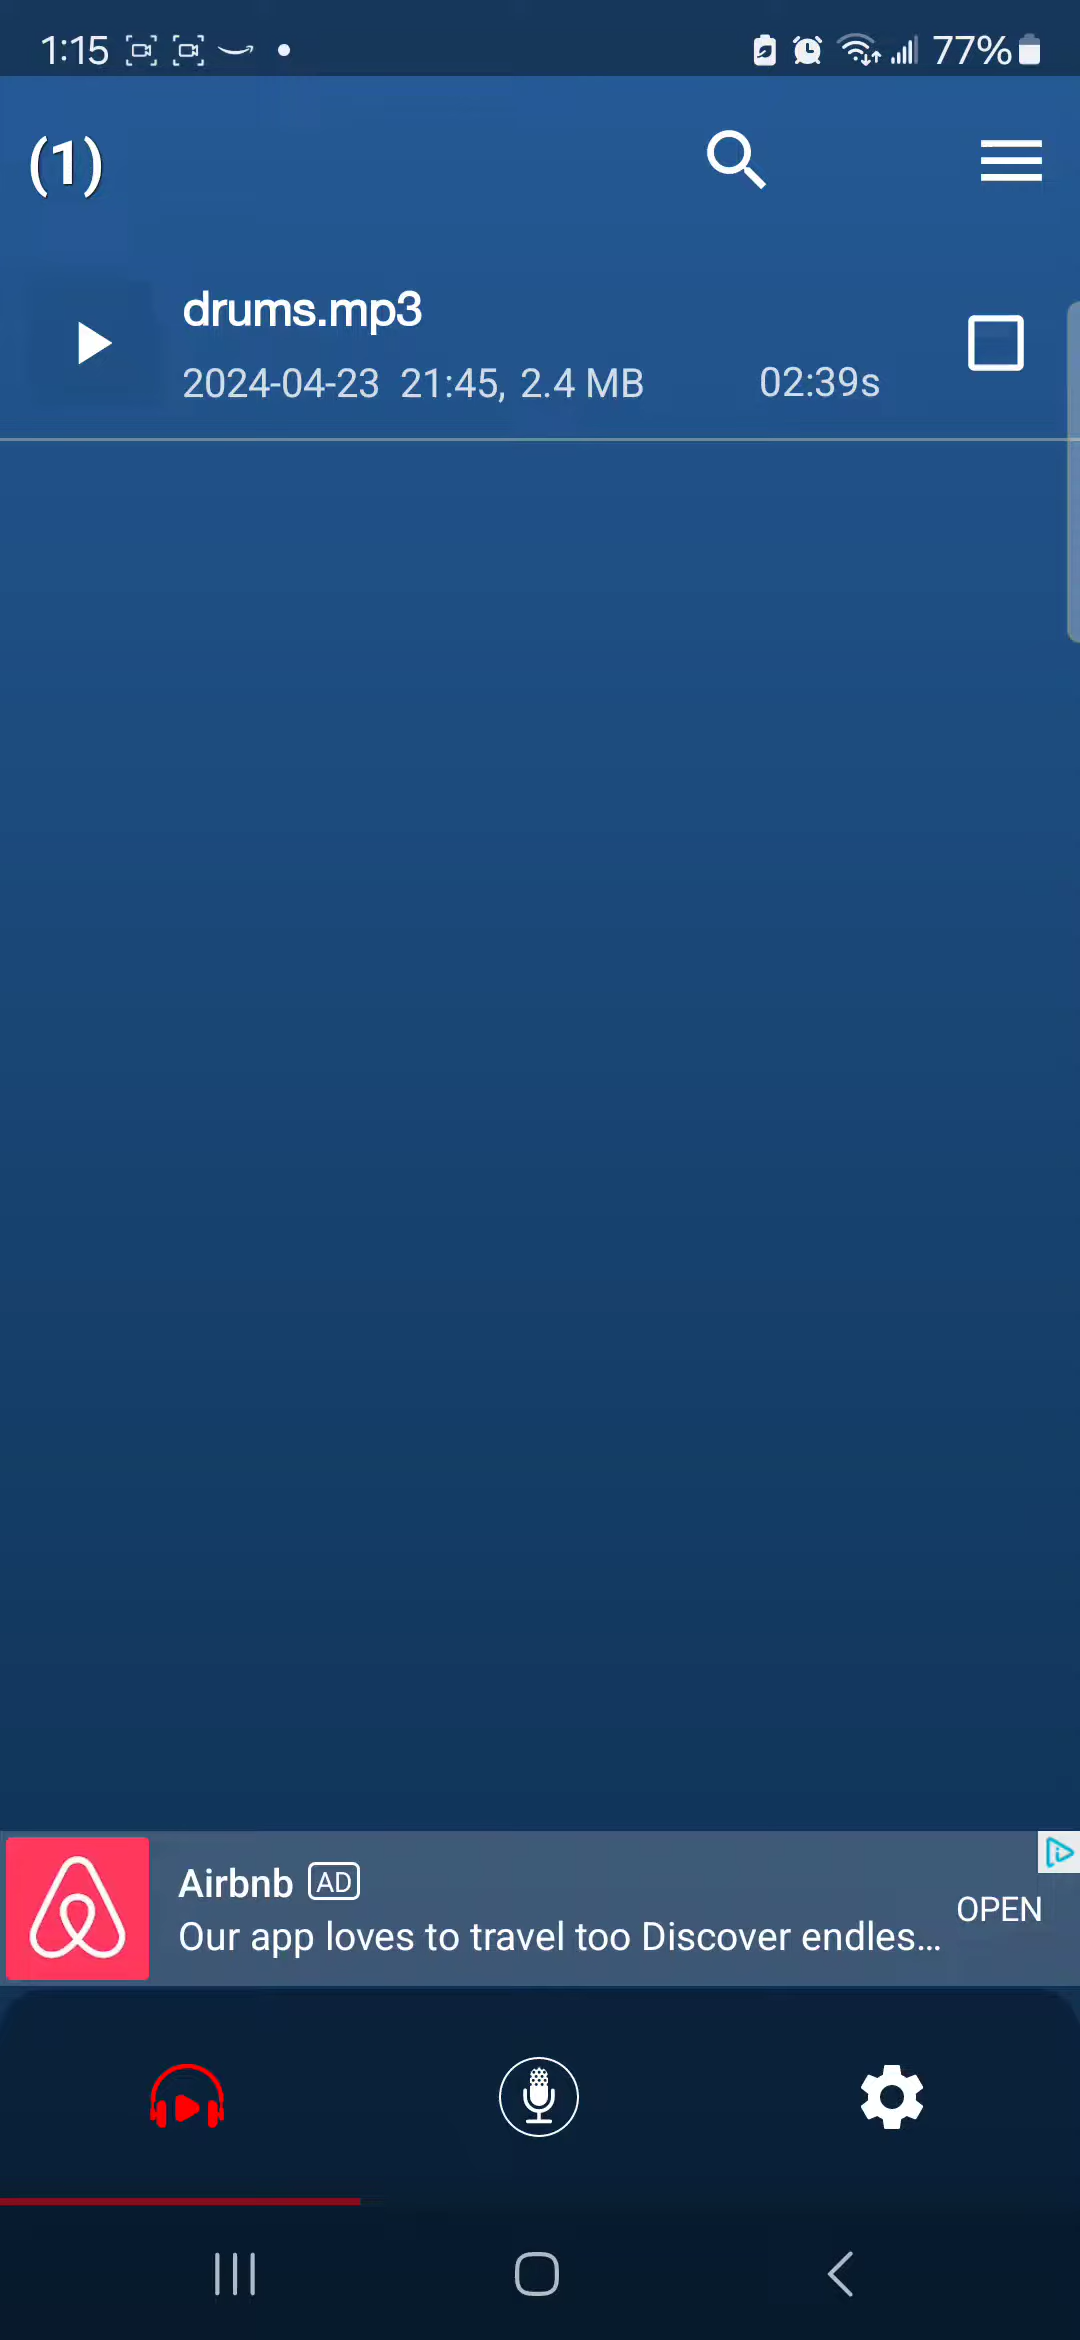 1:15 77%
(1)
drums.mp3
2024-04-23 21:45, 2.4 MB 02:39s
Airbnb AD
Our app loves to travel too Discover endles...
OPEN